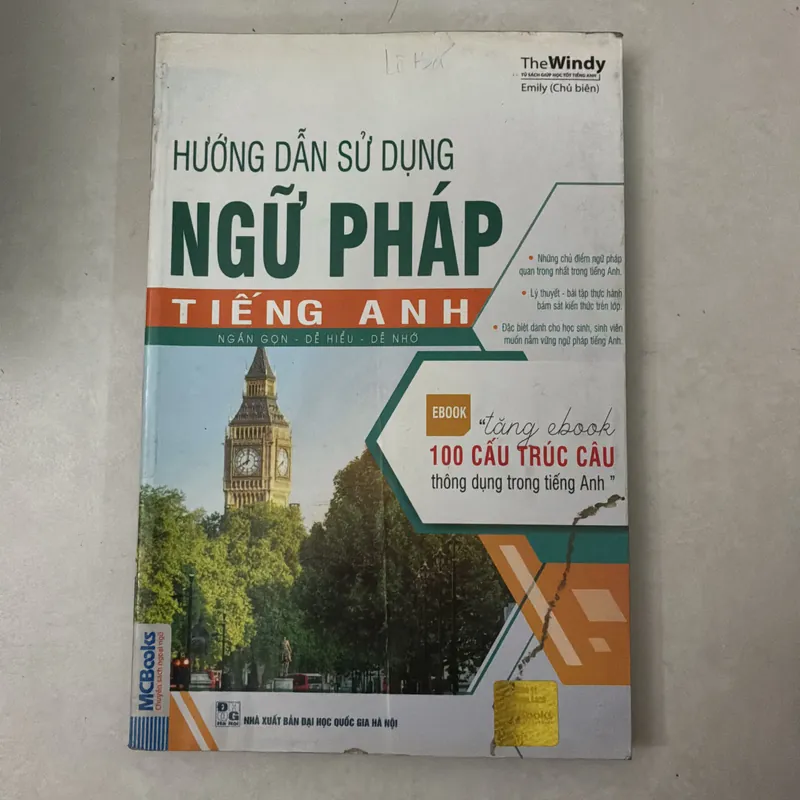 TheWindy
TỦ SÁCH GIÚP HỌC TỐT TIẾNG ANH
Emily (Chủ biên)
HƯỚNG DẪN SỬ DỤNG
NGỮ PHÁP
TIẾNG ANH
NGẮN GỌN - DỄ HIỂU - DỄ NHỚ
• Những chủ điểm ngữ pháp
quan trọng nhất trong tiếng Anh.
• Lý thuyết - bài tập thực hành
bám sát kiến thức trên lớp.
• Đặc biệt dành cho học sinh, sinh viên
muốn nắm vững ngữ pháp tiếng Anh.
EBOOK
"tặng ebook
100 CẤU TRÚC CÂU
thông dụng trong tiếng Anh"
MCBooks
Chuyên sách ngoại ngữ
NHÀ XUẤT BẢN ĐẠI HỌC QUỐC GIA HÀ NỘI